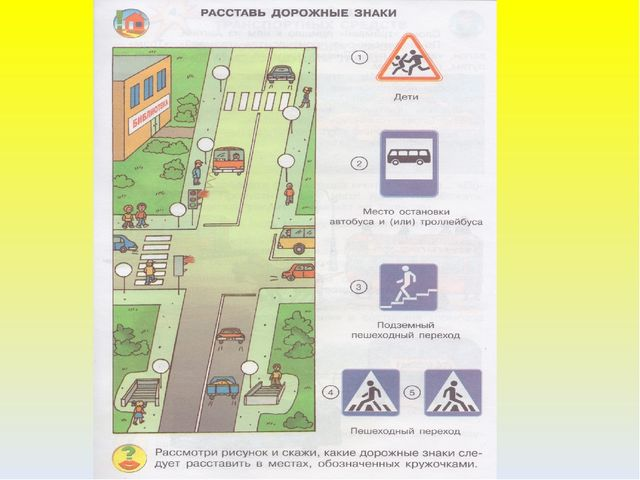 РАССТАВЬ ДОРОЖНЫЕ ЗНАКИ
БИБЛИОТЕКА
1
Дети
2
Место остановки
автобуса и (или) троллейбуса
3
Подземный
пешеходный переход
4
5
Пешеходный переход
?
Рассмотри рисунок и скажи, какие дорожные знаки сле-
дует расставить в местах, обозначенных кружочками.